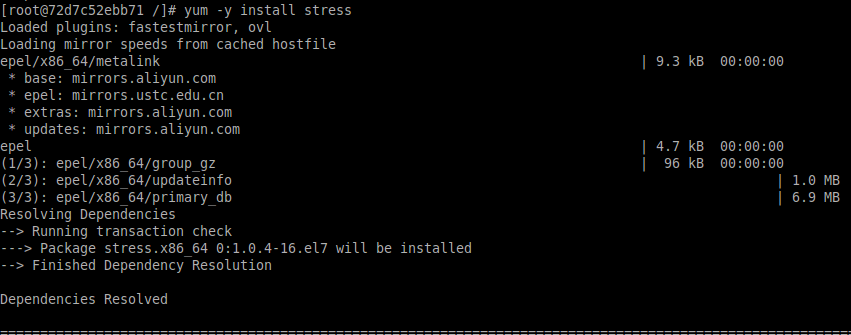 [root@72d7c52ebb71 /]# yum -y install stress
Loaded plugins: fastestmirror, ovl
Loading mirror speeds from cached hostfile
epel/x86_64/metalink | 9.3 kB 00:00:00
* base: mirrors.aliyun.com
* epel: mirrors.ustc.edu.cn
* extras: mirrors.aliyun.com
* updates: mirrors.aliyun.com
epel | 4.7 kB 00:00:00
(1/3): epel/x86_64/group_gz | 96 kB 00:00:00
(2/3): epel/x86_64/updateinfo | 1.0 MB
(3/3): epel/x86_64/primary_db | 6.9 MB
Resolving Dependencies
--> Running transaction check
---> Package stress.x86_64 0:1.0.4-16.el7 will be installed
--> Finished Dependency Resolution
Dependencies Resolved